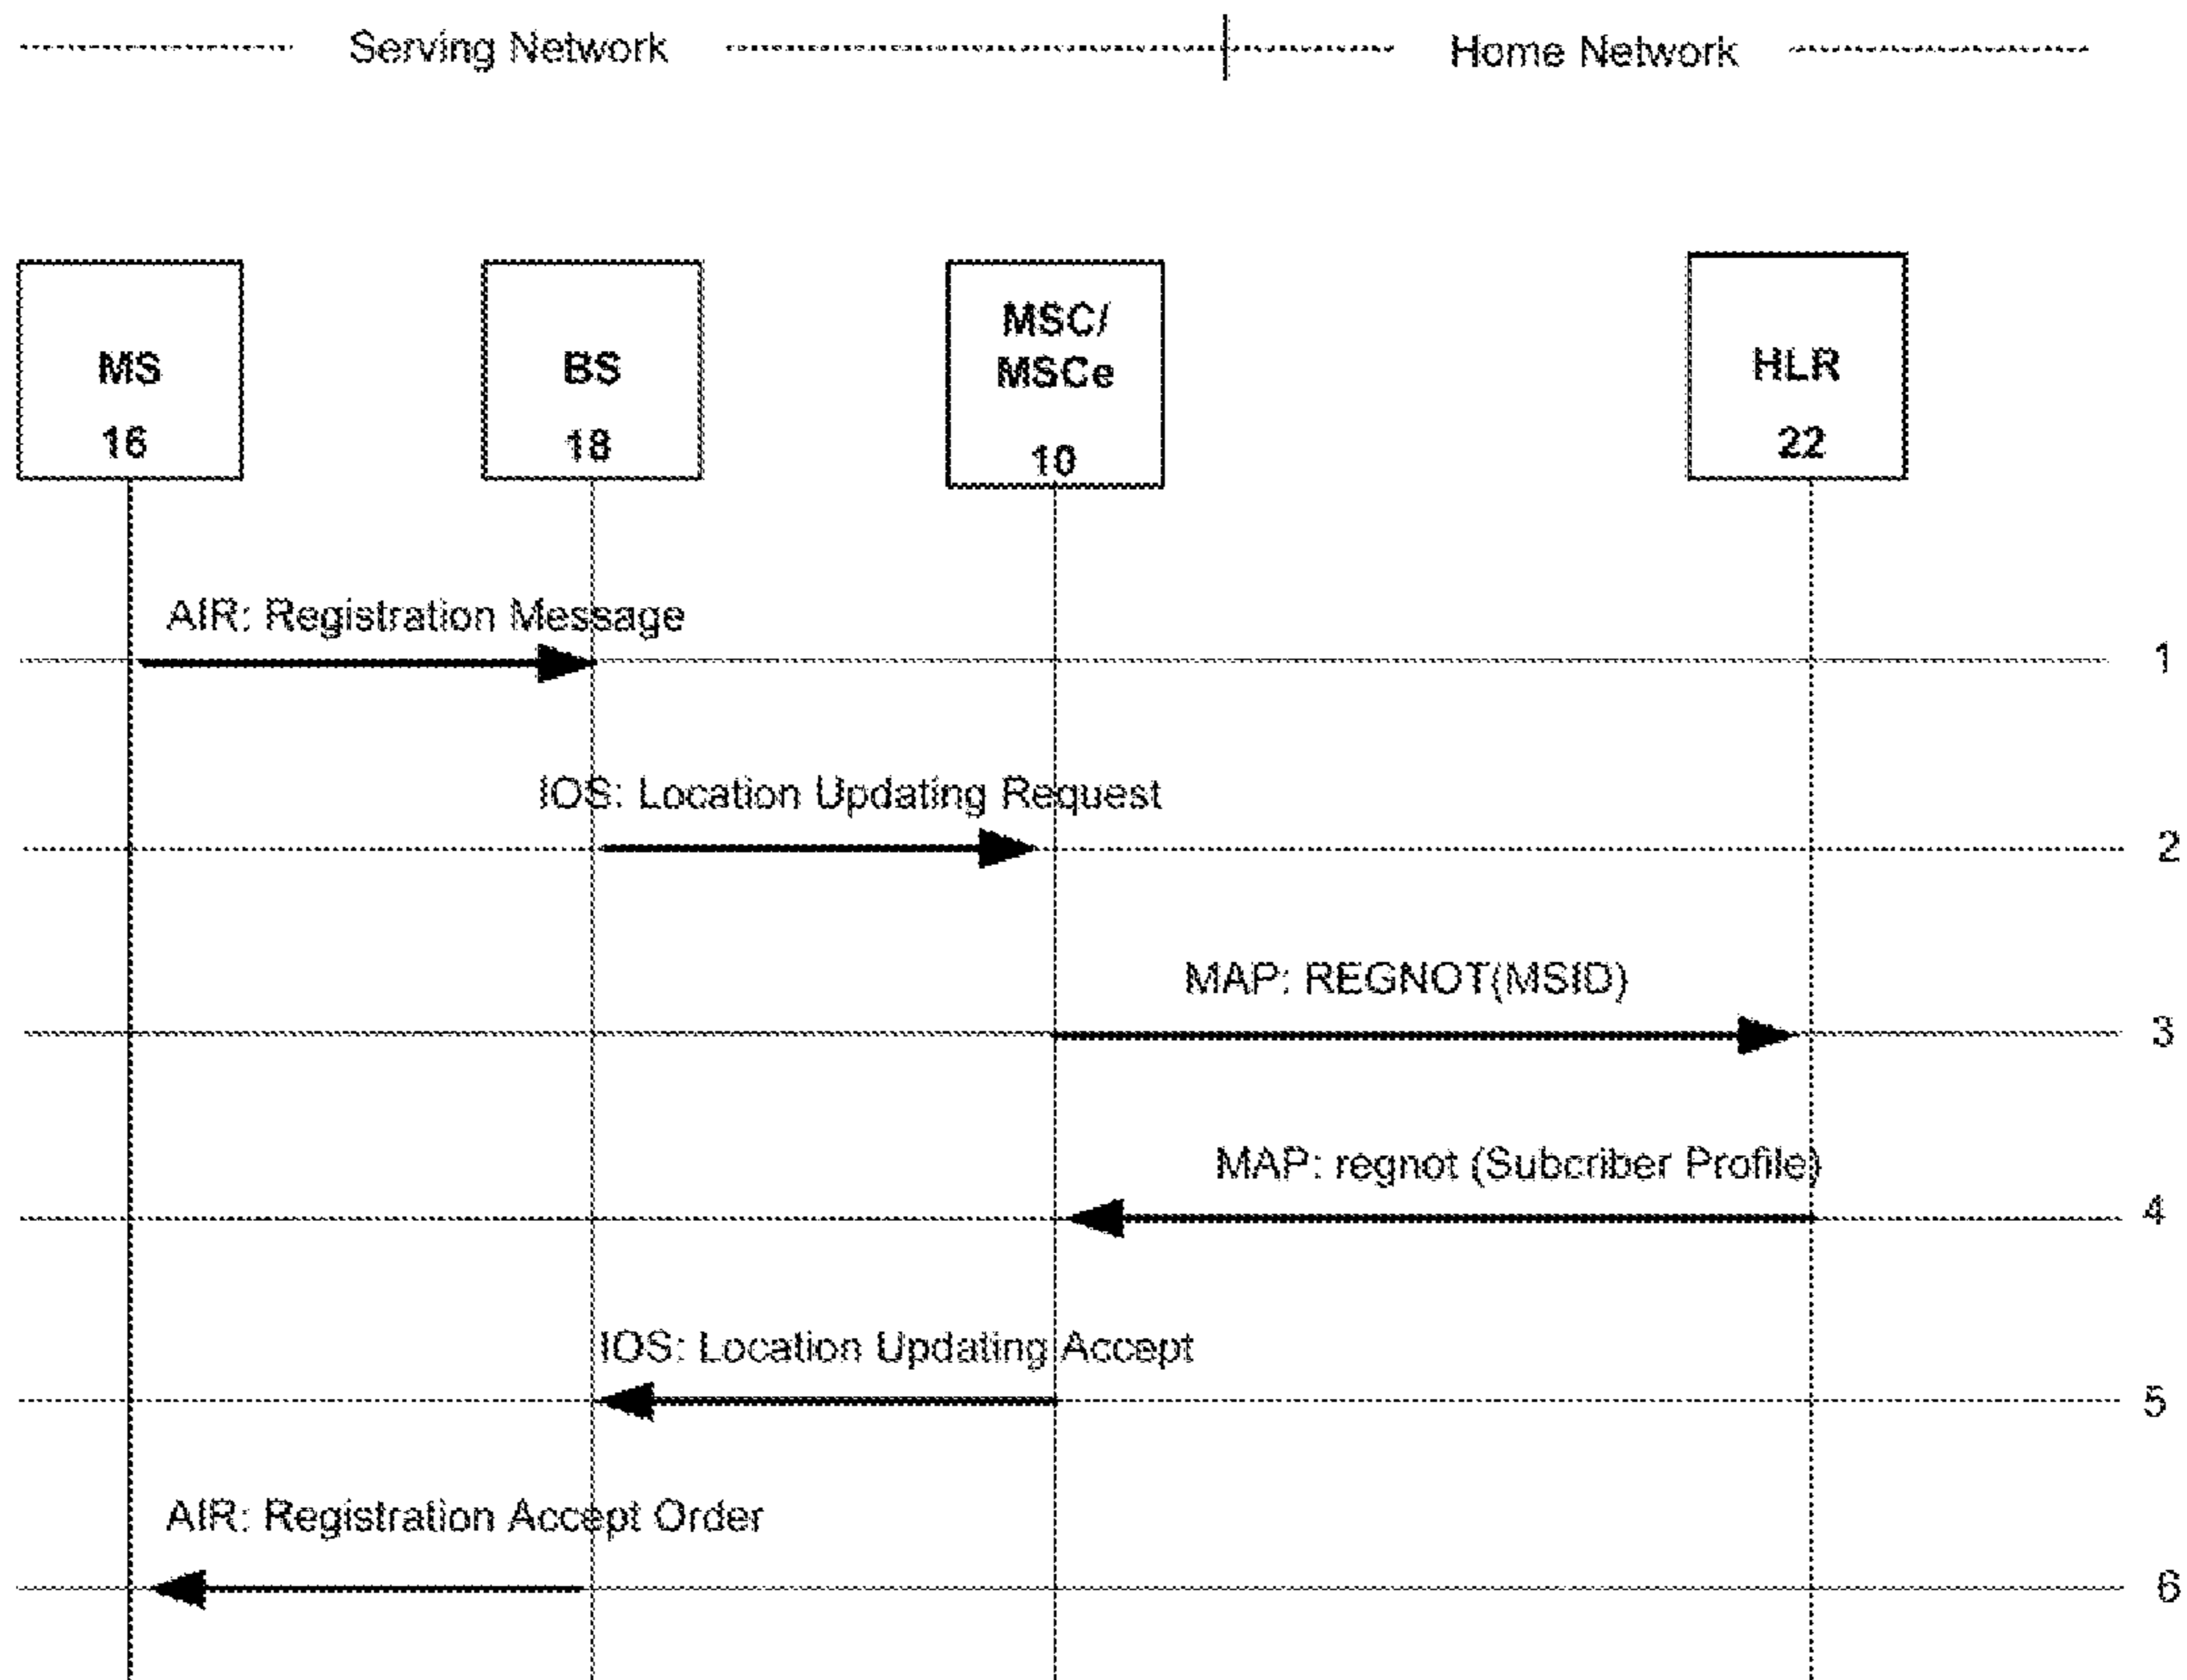 Serving Network
Home Network
MS
16
BS
18
MSC/
MSCe
10
HLR
22
AIR: Registration Message
1
IOS: Location Updating Request
2
MAP: REGNOT(MSID)
3
MAP: regnot (Subcriber Profile)
4
IOS: Location Updating Accept
5
AIR: Registration Accept Order
6